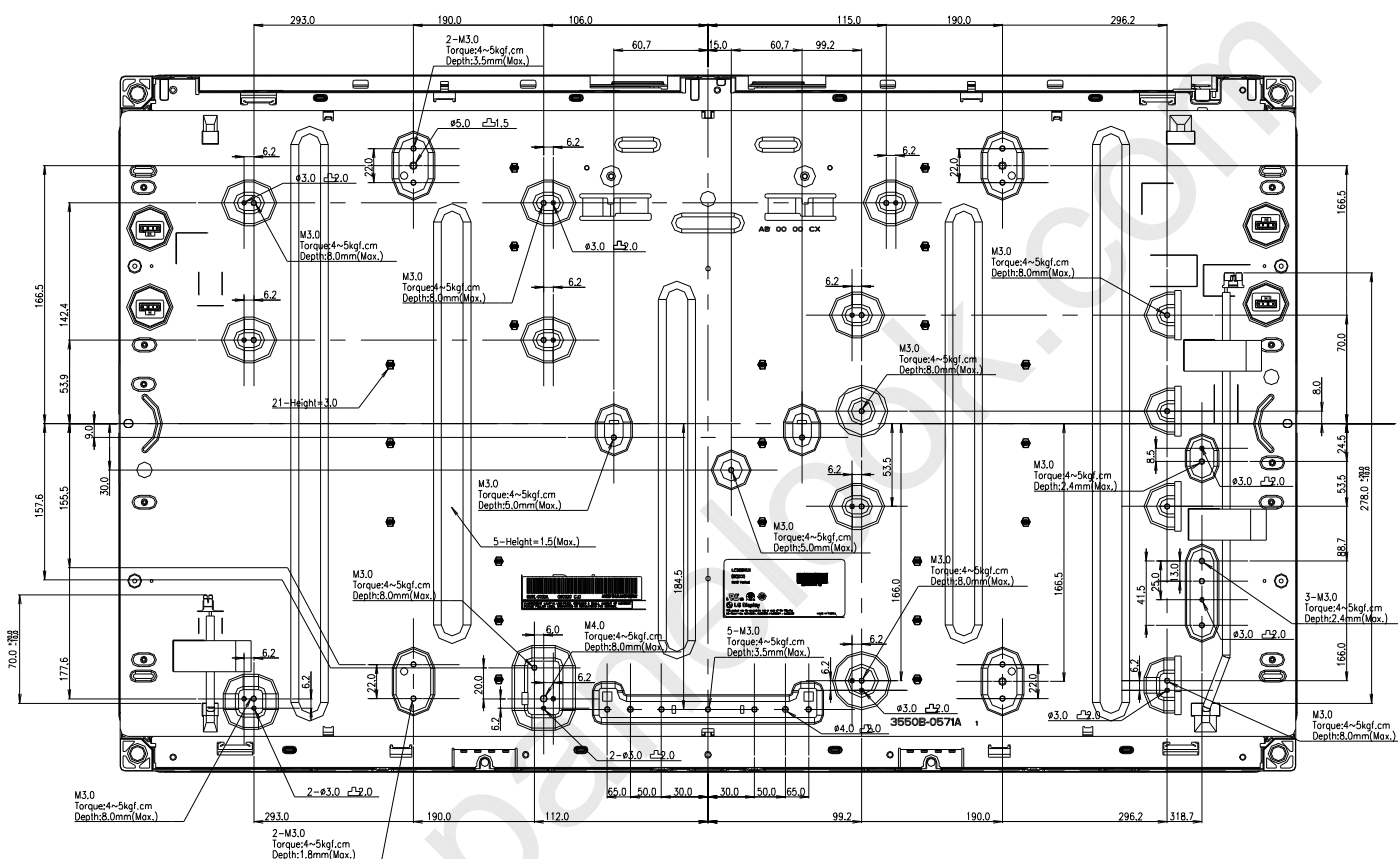 293.0 190.0 106.0 115.0 190.0 296.2
60.7 15.0 60.7 99.2
2-M3.0
Torque:4~5kgf.cm
Depth:3.5mm(Max.)
ø5.0 1.5
6.2 22.0 6.2 6.2 22.0
ø3.0 2.0
ø3.0 2.0
AB 00 00 CX
M3.0
Torque:4~5kgf.cm
Depth:8.0mm(Max.)
M3.0
Torque:4~5kgf.cm
Depth:8.0mm(Max.)
M3.0
Torque:4~5kgf.cm
Depth:8.0mm(Max.)
6.2 6.2 6.2
166.5 142.4 53.9
166.5 70.0 8.0
M3.0
Torque:4~5kgf.cm
Depth:8.0mm(Max.)
21-Height=3.0
9.0 30.0
157.6 155.5
M3.0
Torque:4~5kgf.cm
Depth:5.0mm(Max.)
6.2 53.5
M3.0
Torque:4~5kgf.cm
Depth:2.4mm(Max.)
8.5 24.5 53.5
ø3.0 2.0
278.0
M3.0
Torque:4~5kgf.cm
Depth:5.0mm(Max.)
5-Height=1.5(Max.)
M3.0
Torque:4~5kgf.cm
Depth:8.0mm(Max.)
M3.0
Torque:4~5kgf.cm
Depth:8.0mm(Max.)
184.5 166.0 166.5
LG Display
41.5 25.0 13.0 88.7
3-M3.0
Torque:4~5kgf.cm
Depth:2.4mm(Max.)
ø3.0 2.0
M4.0
Torque:4~5kgf.cm
Depth:8.0mm(Max.)
5-M3.0
Torque:4~5kgf.cm
Depth:3.5mm(Max.)
6.0 6.2 6.2
70.0 177.6
6.2 22.0 20.0 6.2 6.2 22.0 6.2 166.0
ø3.0 2.0
3550B-0571A 1
ø4.0 3.0
ø3.0 2.0
M3.0
Torque:4~5kgf.cm
Depth:8.0mm(Max.)
2-ø3.0 2.0
M3.0
Torque:4~5kgf.cm
Depth:8.0mm(Max.)
2-ø3.0 2.0
65.0 50.0 30.0 30.0 50.0 65.0
293.0 190.0 112.0 99.2 190.0 296.2 318.7
2-M3.0
Torque:4~5kgf.cm
Depth:1.8mm(Max.)
panelook.com